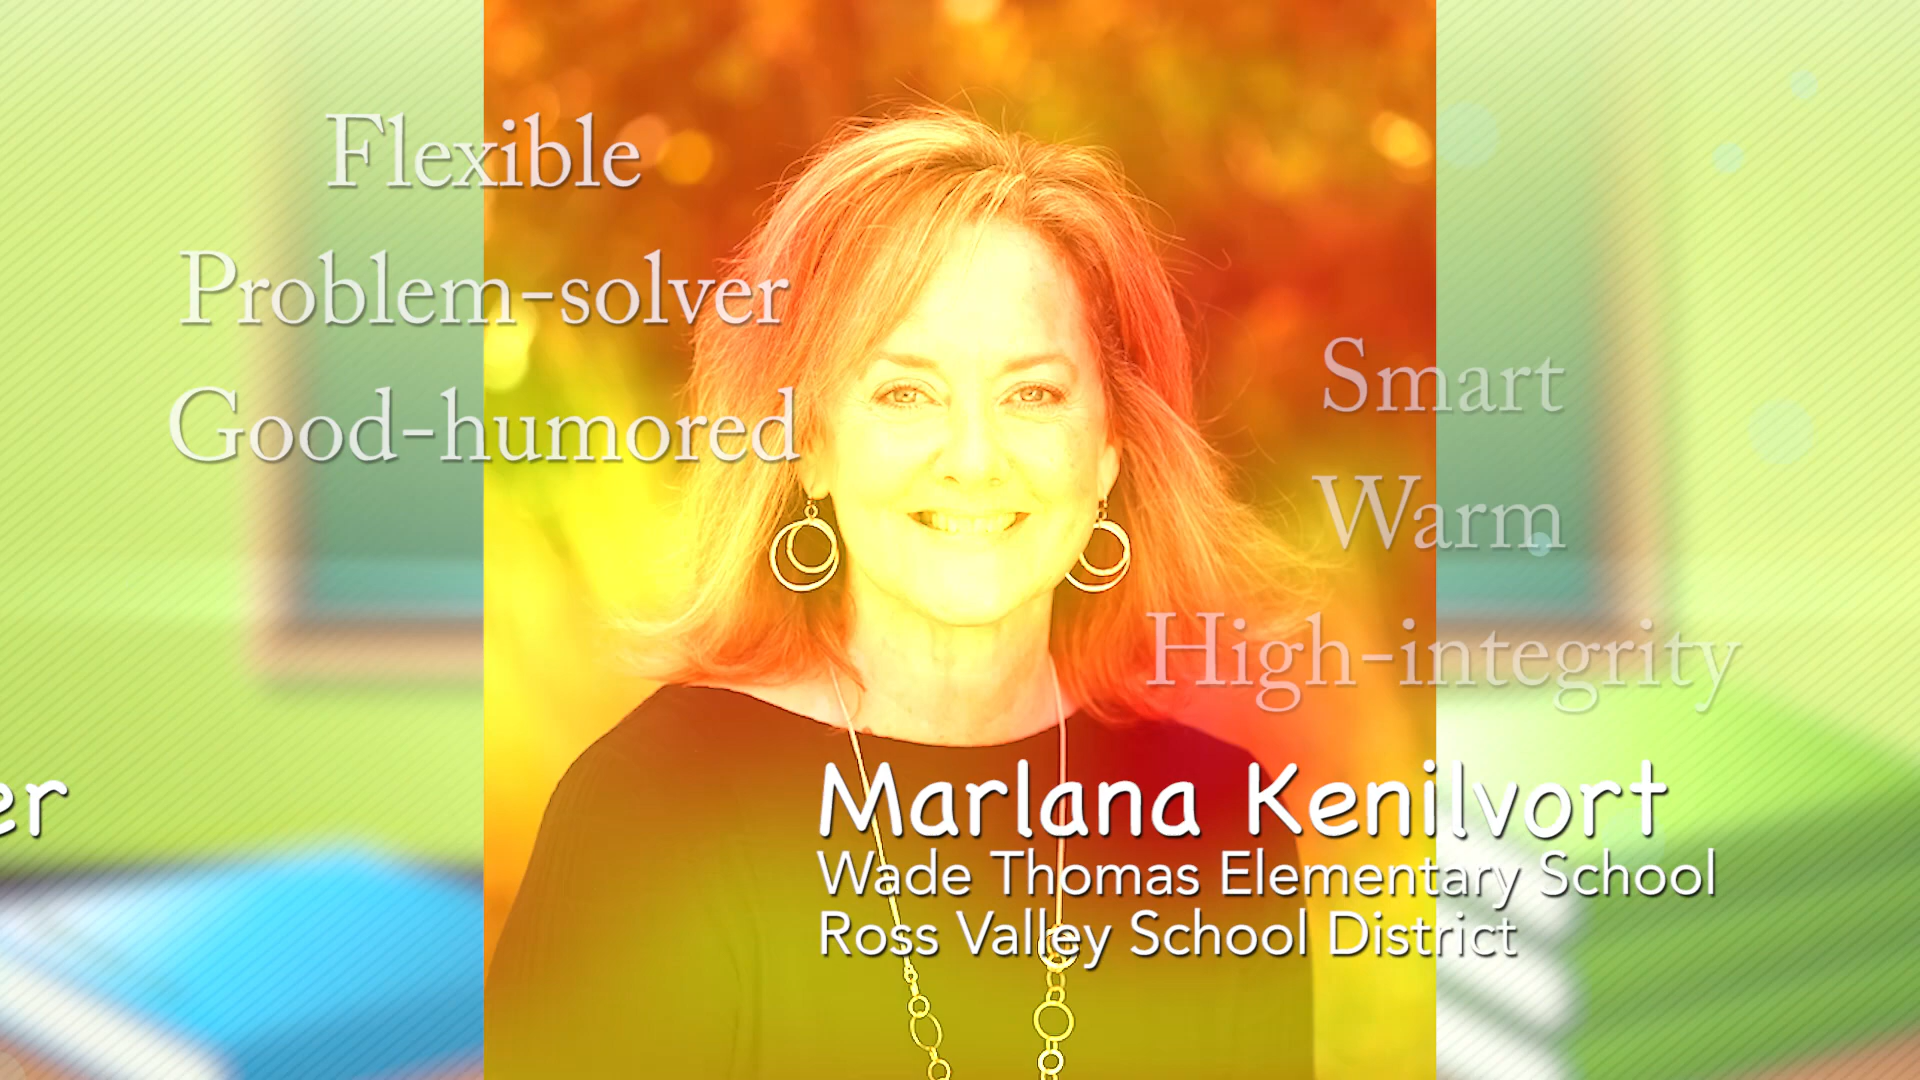 Flexible
Problem-solver
Good-humored
Smart
Warm
High-integrity
er
Marlana Kenilvort
Wade Thomas Elementary School
Ross Valley School District